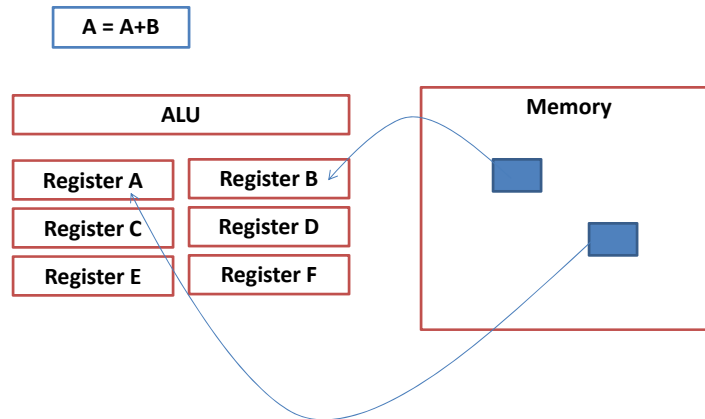 A = A+B
ALU
Memory
Register A
Register B
Register C
Register D
Register E
Register F